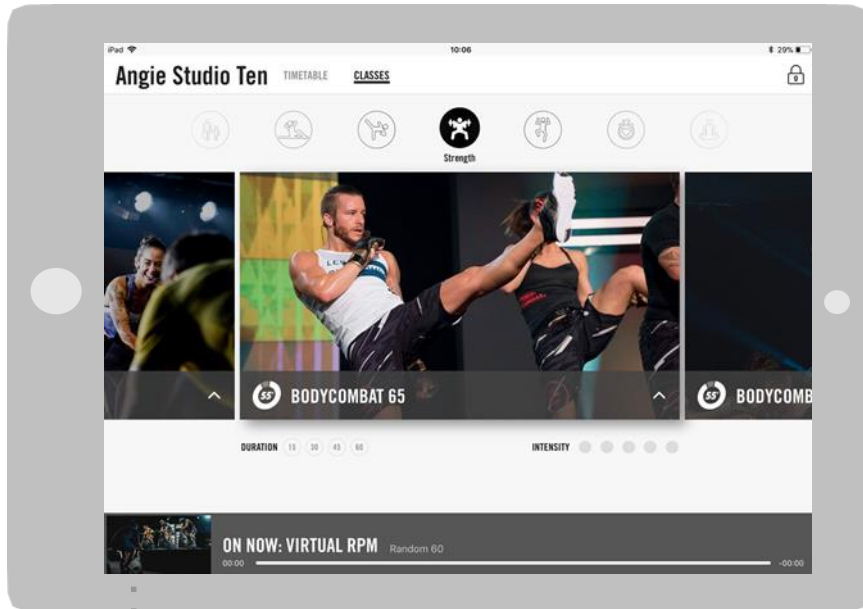 iPad 10:06 29%
Angie Studio Ten TIMETABLE CLASSES
Strength
55' BODYCOMBAT 65 55' BODYCOMB
DURATION 15 30 45 60 INTENSITY
ON NOW: VIRTUAL RPM Random 60
00:00 -00:00